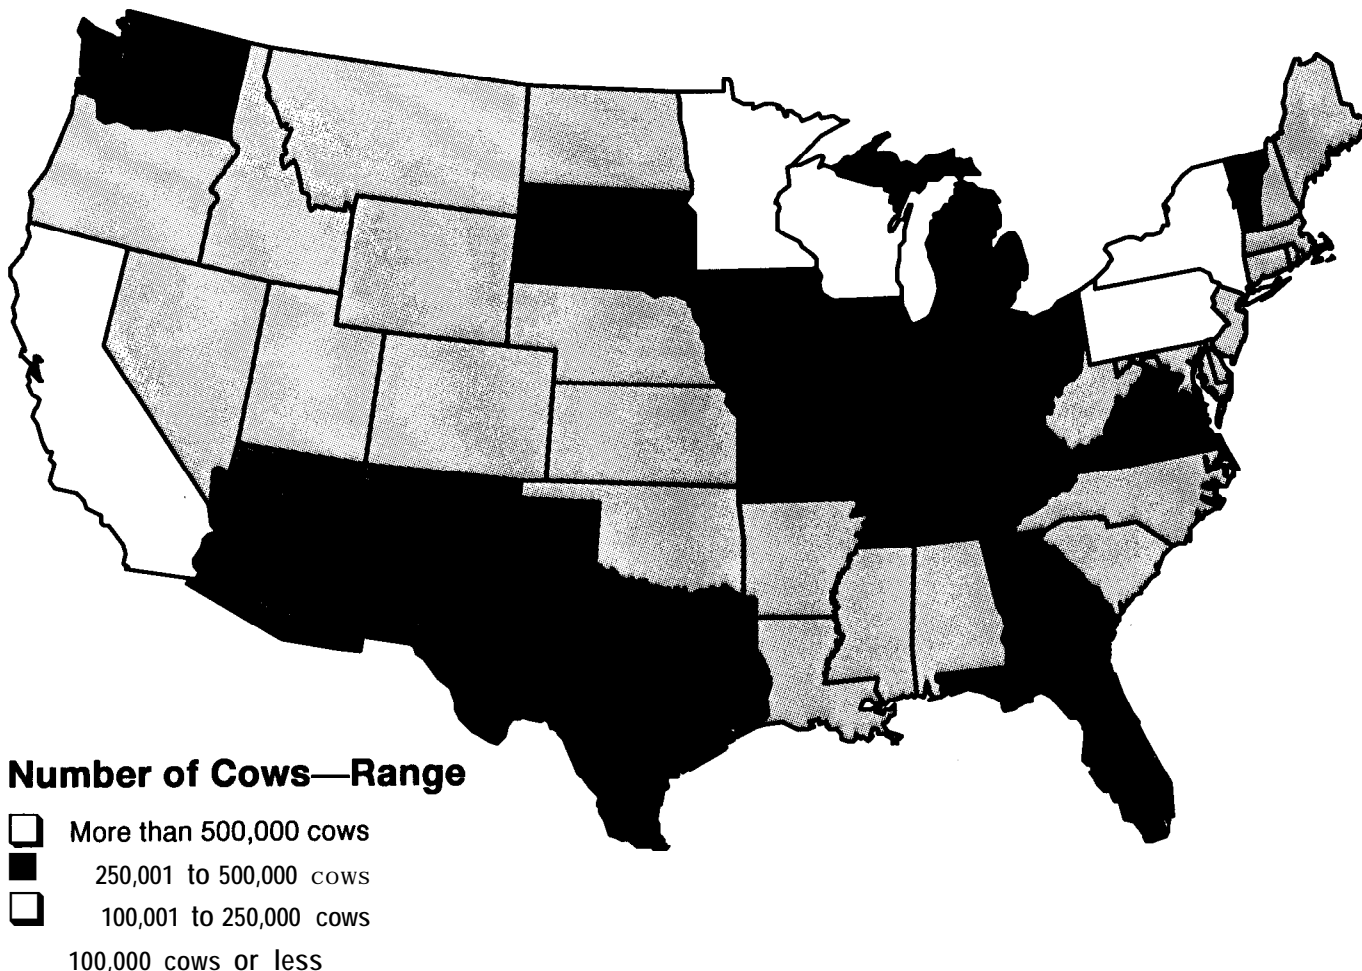 Number of Cows—Range
More than 500,000 cows
250,001 to 500,000 cows
100,001 to 250,000 cows
100,000 cows or less